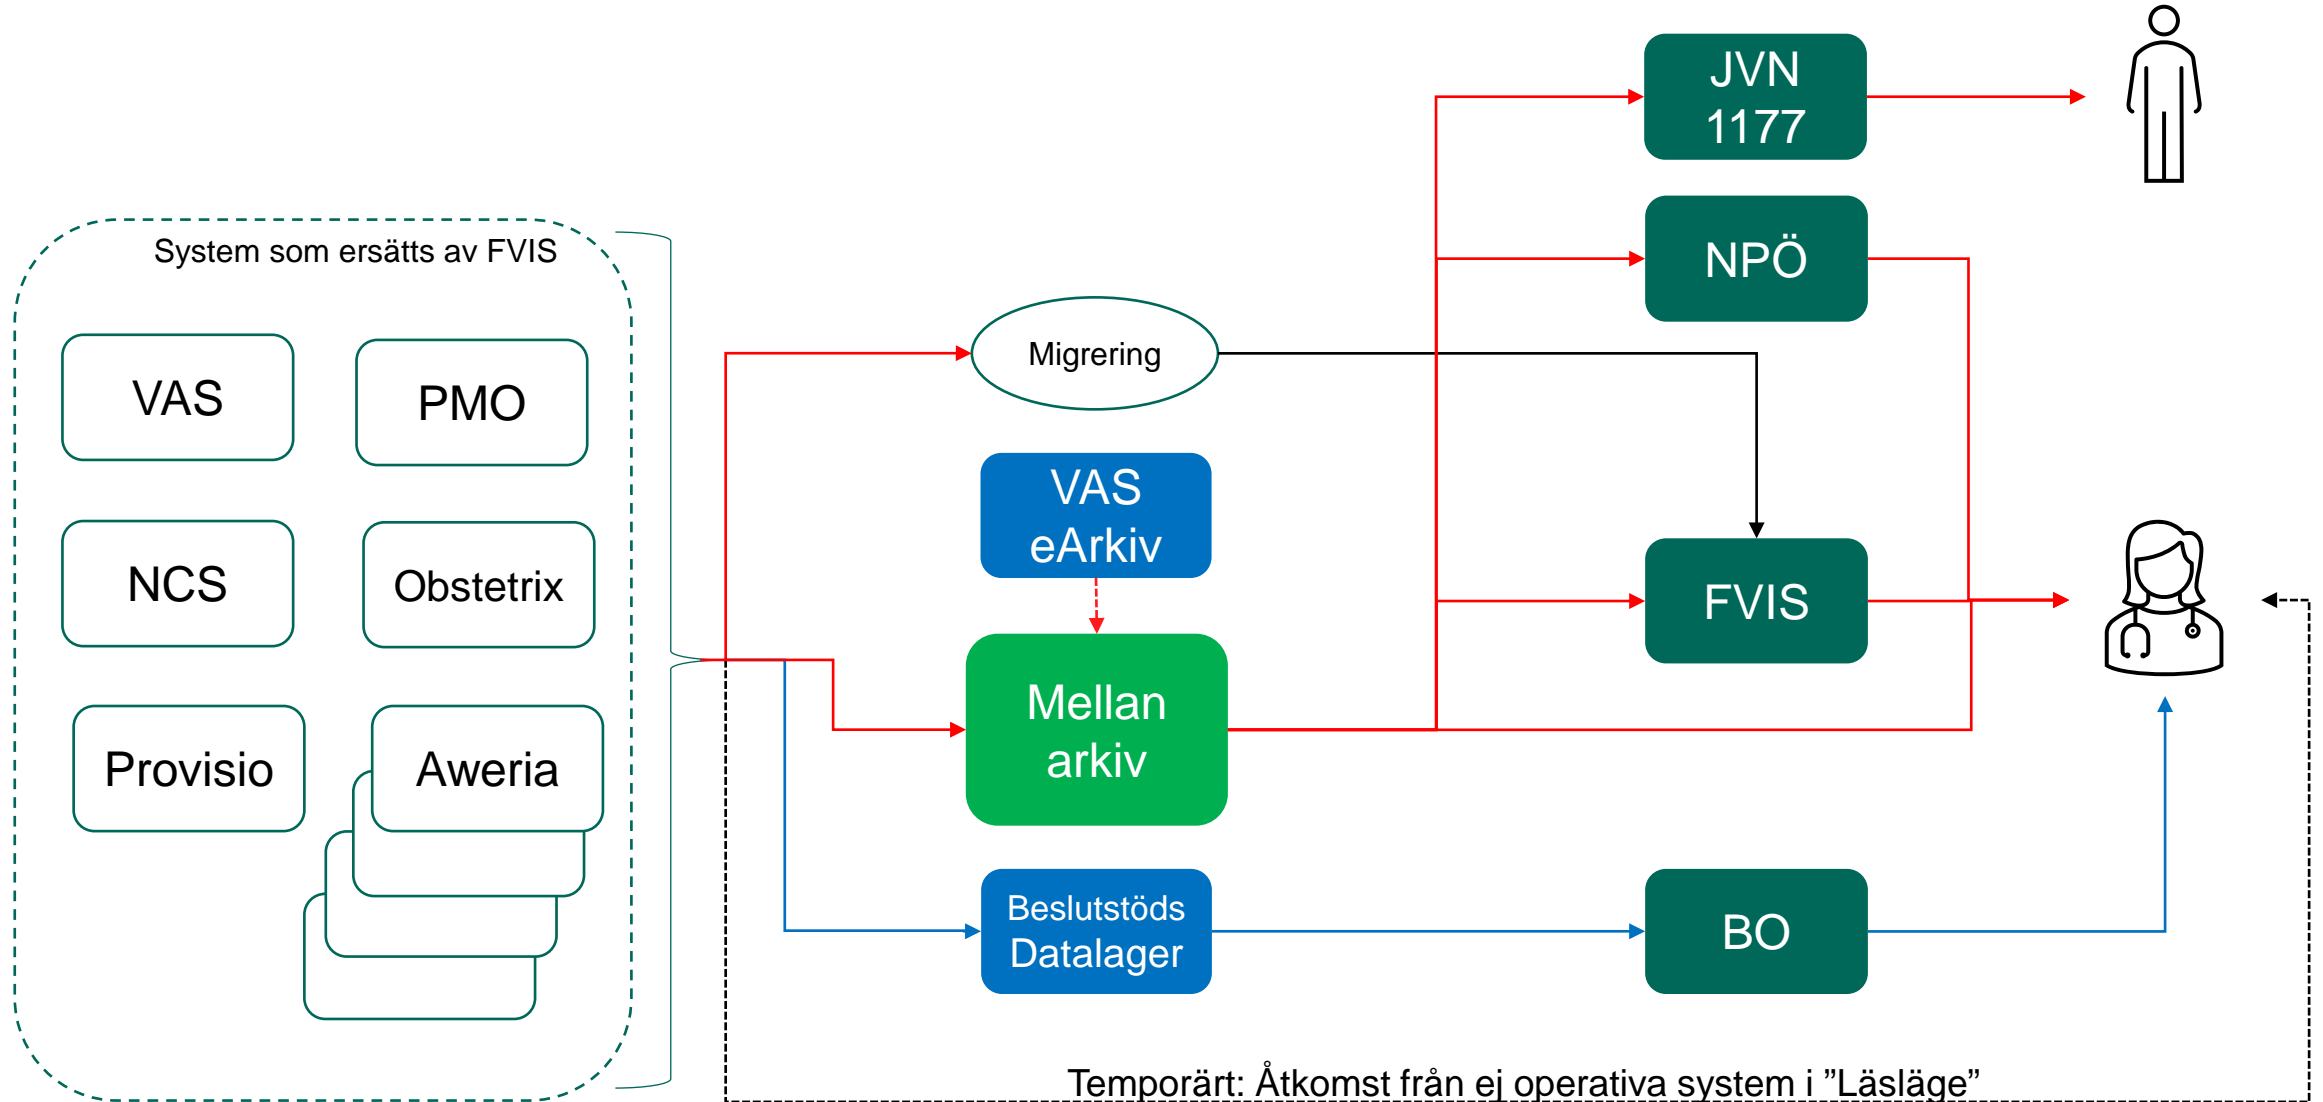 System som ersätts av FVIS
VAS
PMO
NCS
Obstetrix
Provisio
Aweria
Migrering
VAS
eArkiv
Mellan
arkiv
Beslutstöds
Datalager
JVN
1177
NPÖ
FVIS
BO
Temporärt: Åtkomst från ej operativa system i ”Läsläge”